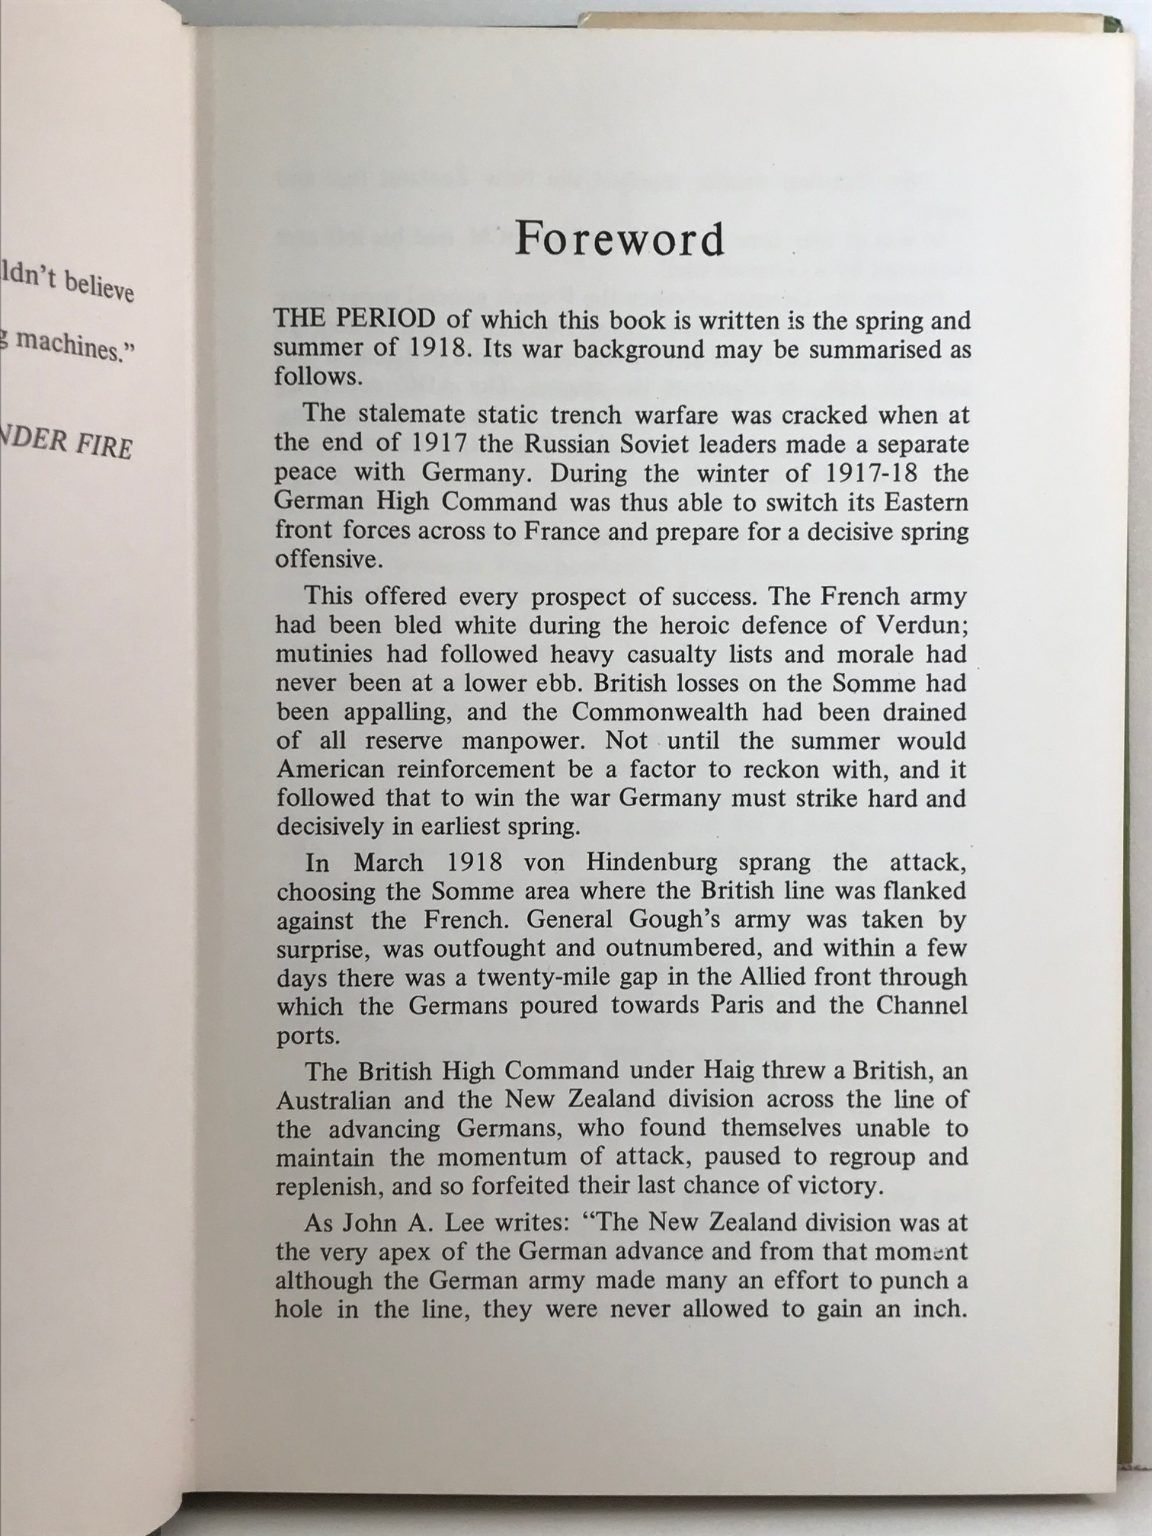 ldn't believe
g machines."
NDER FIRE
Foreword
THE PERIOD of which this book is written is the spring and
summer of 1918. Its war background may be summarised as
follows.
The stalemate static trench warfare was cracked when at
the end of 1917 the Russian Soviet leaders made a separate
peace with Germany. During the winter of 1917-18 the
German High Command was thus able to switch its Eastern
front forces across to France and prepare for a decisive spring
offensive.
This offered every prospect of success. The French army
had been bled white during the heroic defence of Verdun;
mutinies had followed heavy casualty lists and morale had
never been at a lower ebb. British losses on the Somme had
been appalling, and the Commonwealth had been drained
of all reserve manpower. Not until the summer would
American reinforcement be a factor to reckon with, and it
followed that to win the war Germany must strike hard and
decisively in earliest spring.
In March 1918 von Hindenburg sprang the attack,
choosing the Somme area where the British line was flanked
against the French. General Gough's army was taken by
surprise, was outfought and outnumbered, and within a few
days there was a twenty-mile gap in the Allied front through
which the Germans poured towards Paris and the Channel
ports.
The British High Command under Haig threw a British, an
Australian and the New Zealand division across the line of
the advancing Germans, who found themselves unable to
maintain the momentum of attack, paused to regroup and
replenish, and so forfeited their last chance of victory.
As John A. Lee writes: "The New Zealand division was at
the very apex of the German advance and from that moment
although the German army made many an effort to punch a
hole in the line, they were never allowed to gain an inch.